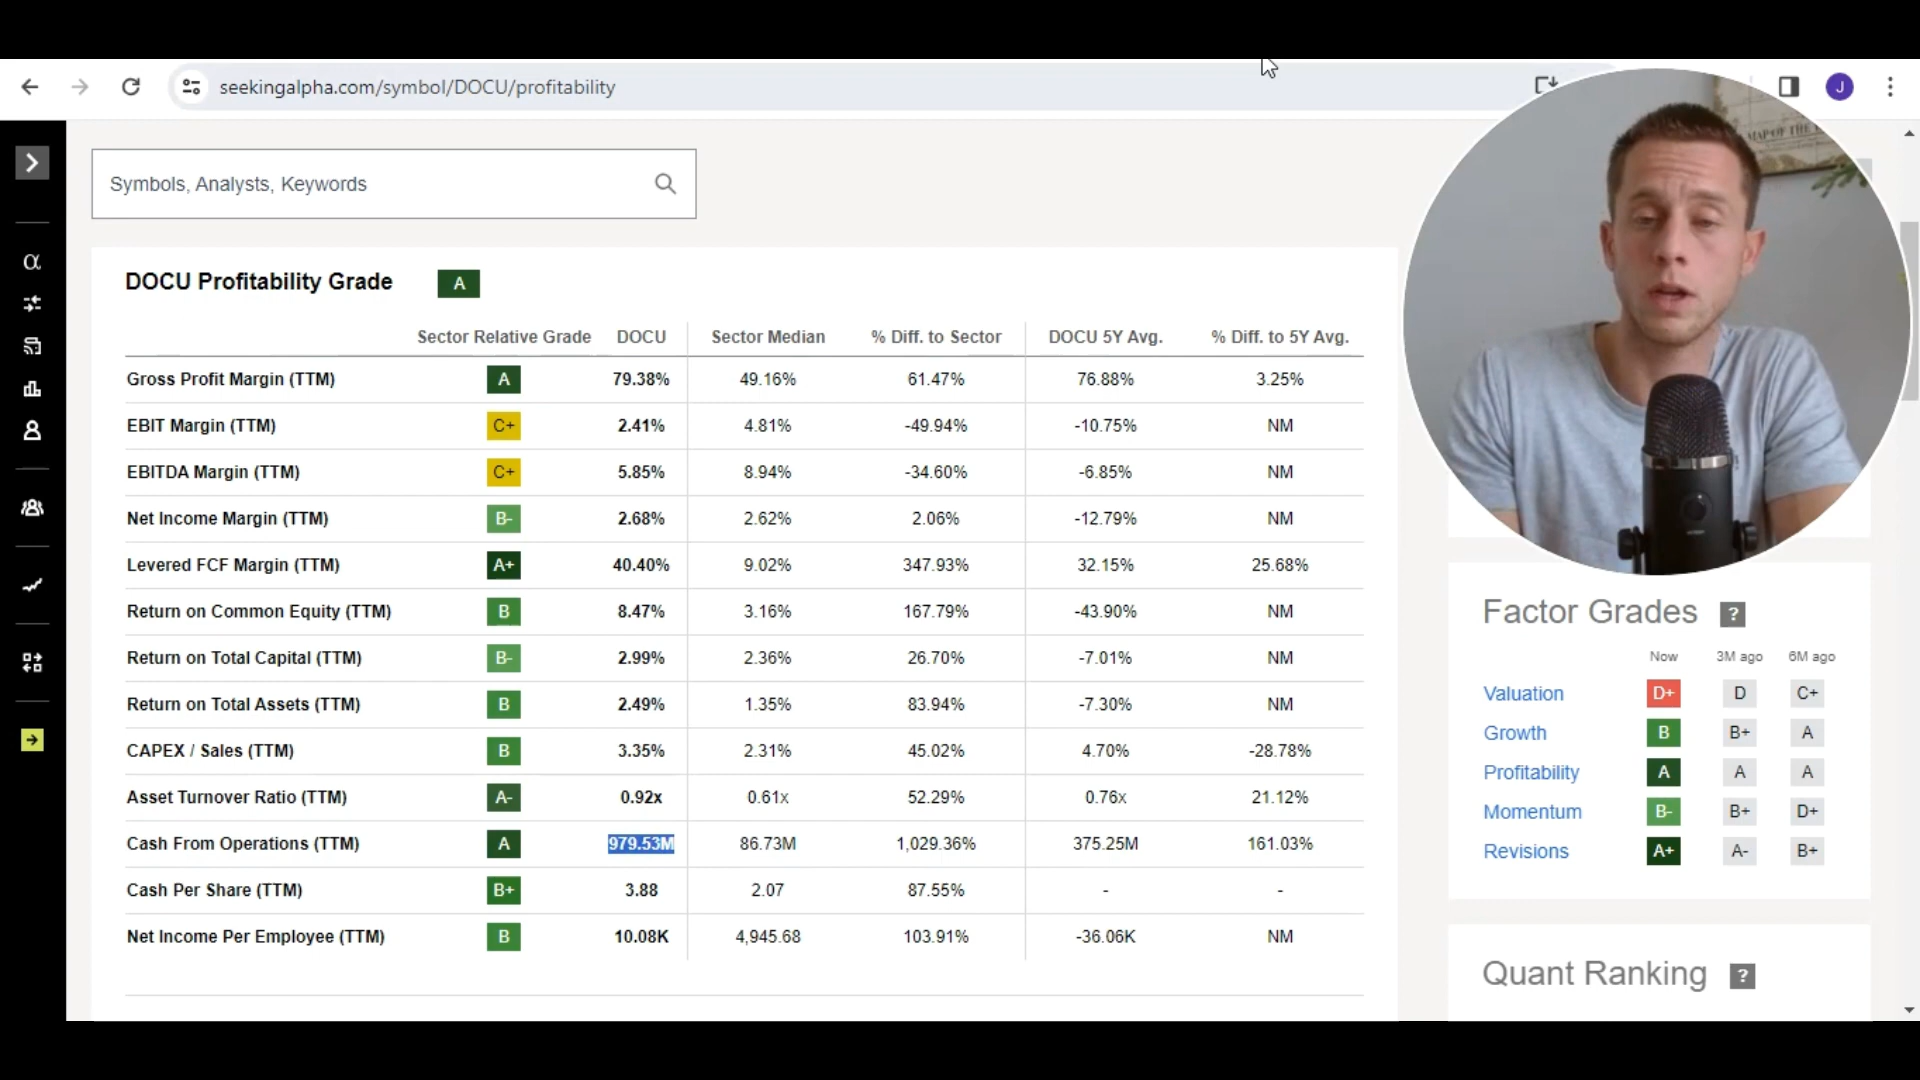 seekingalpha.com/symbol/DOCU/profitability
J
MAP OF THE
Symbols, Analysts, Keywords
DOCU Profitability Grade A
Sector Relative Grade DOCU Sector Median % Diff. to Sector DOCU 5Y Avg. % Diff. to 5Y Avg.
Gross Profit Margin (TTM) A 79.38% 49.16% 61.47% 76.88% 3.25%
EBIT Margin (TTM) C+ 2.41% 4.81% -49.94% -10.75% NM
EBITDA Margin (TTM) C+ 5.85% 8.94% -34.60% -6.85% NM
Net Income Margin (TTM) B- 2.68% 2.62% 2.06% -12.79% NM
Levered FCF Margin (TTM) A+ 40.40% 9.02% 347.93% 32.15% 25.68%
Return on Common Equity (TTM) B 8.47% 3.16% 167.79% -43.90% NM
Return on Total Capital (TTM) B- 2.99% 2.36% 26.70% -7.01% NM
Return on Total Assets (TTM) B 2.49% 1.35% 83.94% -7.30% NM
CAPEX / Sales (TTM) B 3.35% 2.31% 45.02% 4.70% -28.78%
Asset Turnover Ratio (TTM) A- 0.92x 0.61x 52.29% 0.76x 21.12%
Cash From Operations (TTM) A 979.53M 86.73M 1,029.36% 375.25M 161.03%
Cash Per Share (TTM) B+ 3.88 2.07 87.55% - -
Net Income Per Employee (TTM) B 10.08K 4,945.68 103.91% -36.06K NM
Factor Grades ?
Now 3M ago 6M ago
Valuation D+ D C+
Growth B B+ A
Profitability A A A
Momentum B- B+ D+
Revisions A+ A- B+
Quant Ranking ?